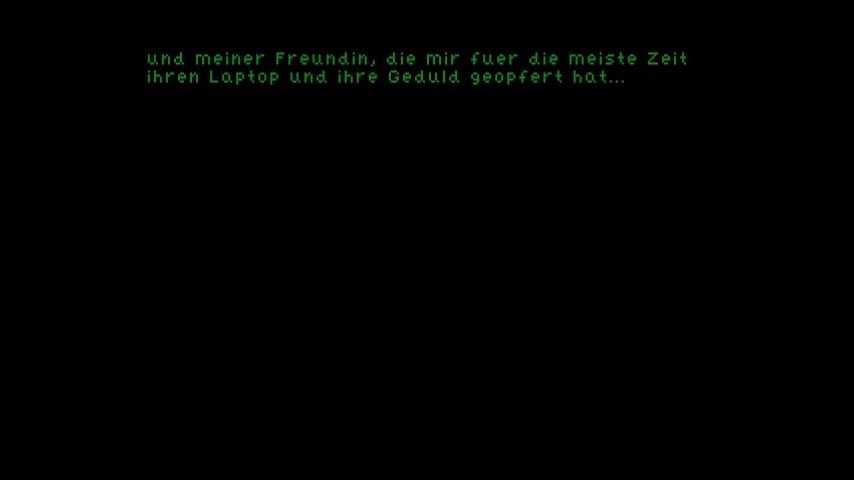 und meiner Freundin, die mir fuer die meiste Zeit
ihren Laptop und ihre Geduld geopfert hat...